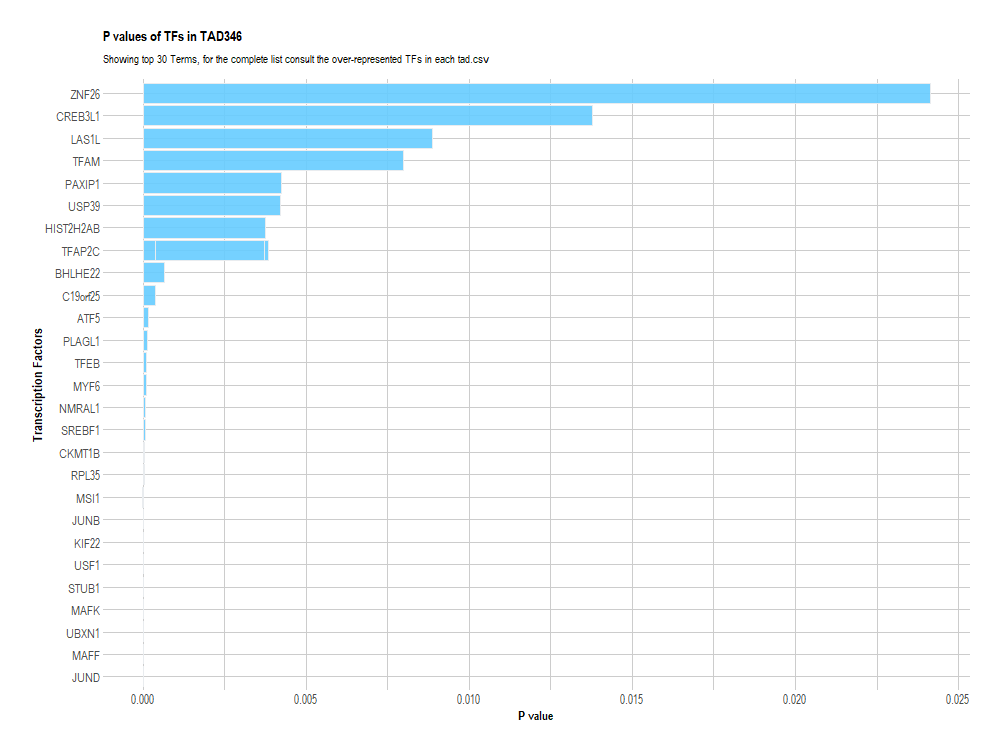 P values of TFs in TAD346
Showing top 30 Terms, for the complete list consult the over-represented TFs in each tad.csv
Transcription Factors
ZNF26
CREB3L1
LAS1L
TFAM
PAXIP1
USP39
HIST2H2AB
TFAP2C
BHLHE22
C19orf25
ATF5
PLAGL1
TFEB
MYF6
NMRAL1
SREBF1
CKMT1B
RPL35
MSI1
JUNB
KIF22
USF1
STUB1
MAFK
UBXN1
MAFF
JUND
0.000 0.005 0.010 0.015 0.020 0.025
P value